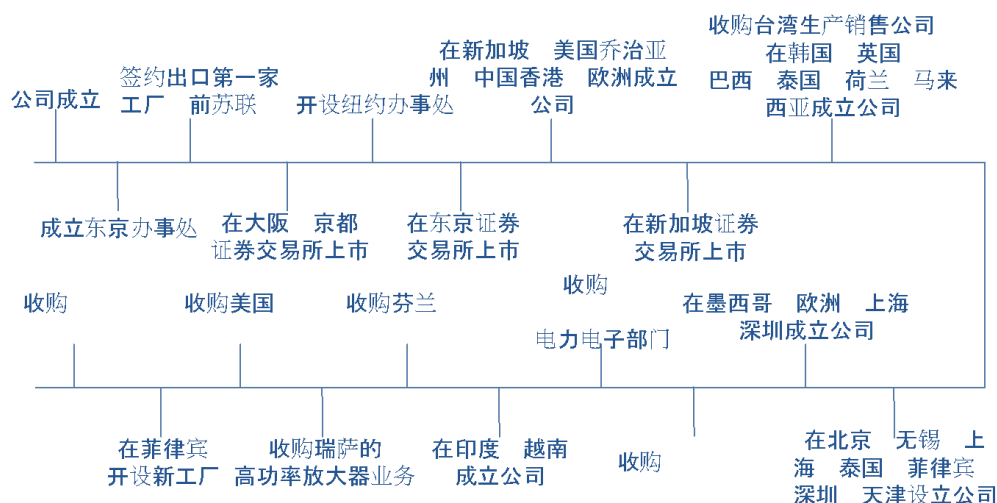 公司成立
签约出口第一家
工厂 前苏联
开设纽约办事处
在新加坡 美国乔治亚
州 中国香港 欧洲成立
公司
收购台湾生产销售公司
在韩国 英国
巴西 泰国 荷兰 马来
西亚成立公司
成立东京办事处
在大阪 京都
证券交易所上市
在东京证券
交易所上市
在新加坡证券
交易所上市
收购
收购美国
收购芬兰
收购
电力电子部门
在墨西哥 欧洲 上海
深圳成立公司
在菲律宾
开设新工厂
收购瑞萨的
高功率放大器业务
在印度 越南
成立公司
收购
在北京 无锡 上
海 泰国 菲律宾
深圳 天津设立公司